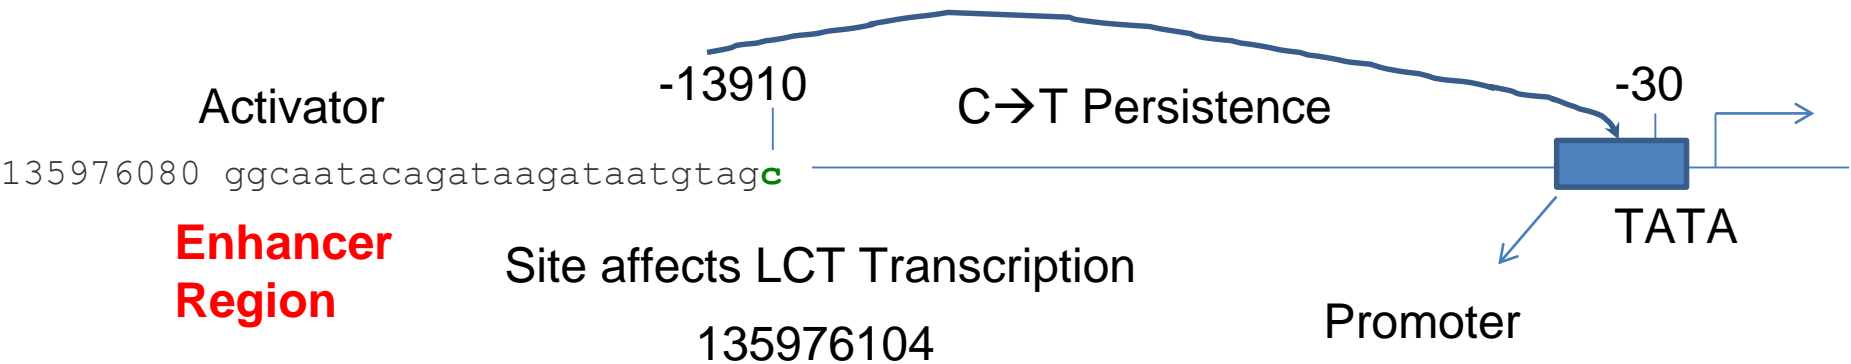 -13910
-30
Activator
C→T Persistence
135976080 ggcaatacagataagataatgtagc
TATA
Enhancer
Region
Site affects LCT Transcription
Promoter
135976104